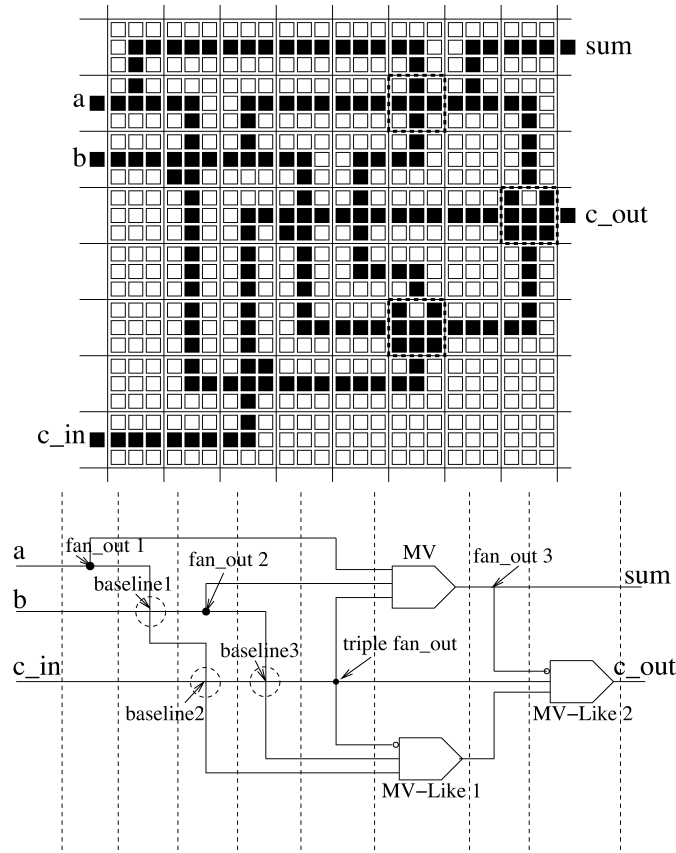 sum
a
b
c_out
c_in
a
fan_out 1
MV
fan_out 2
fan_out 3
sum
baseline1
b
baseline3
triple fan_out
c_in
c_out
baseline2
MV-Like 2
MV-Like 1